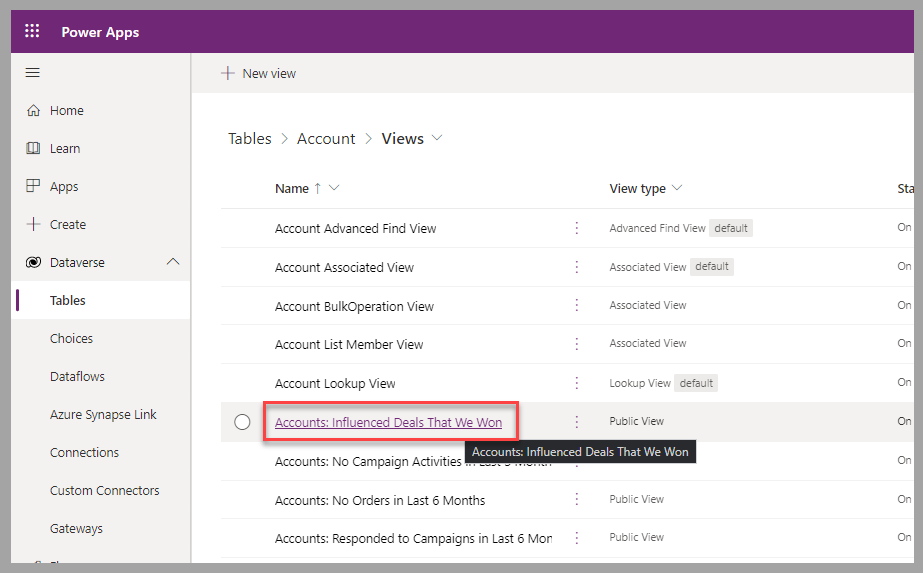 Power Apps
New view
Home
Learn
Apps
Create
Dataverse
Tables
Choices
Dataflows
Azure Synapse Link
Connections
Custom Connectors
Gateways
Tables > Account > Views
Name ↑ View type Sta
Account Advanced Find View Advanced Find View default On
Account Associated View Associated View default On
Account BulkOperation View Associated View On
Account List Member View Associated View On
Account Lookup View Lookup View default On
Accounts: Influenced Deals That We Won Public View On
Accounts: Influenced Deals That We Won
Accounts: No Campaign Activities in Last 3 Month On
Accounts: No Orders in Last 6 Months Public View On
Accounts: Responded to Campaigns in Last 6 Mon Public View On